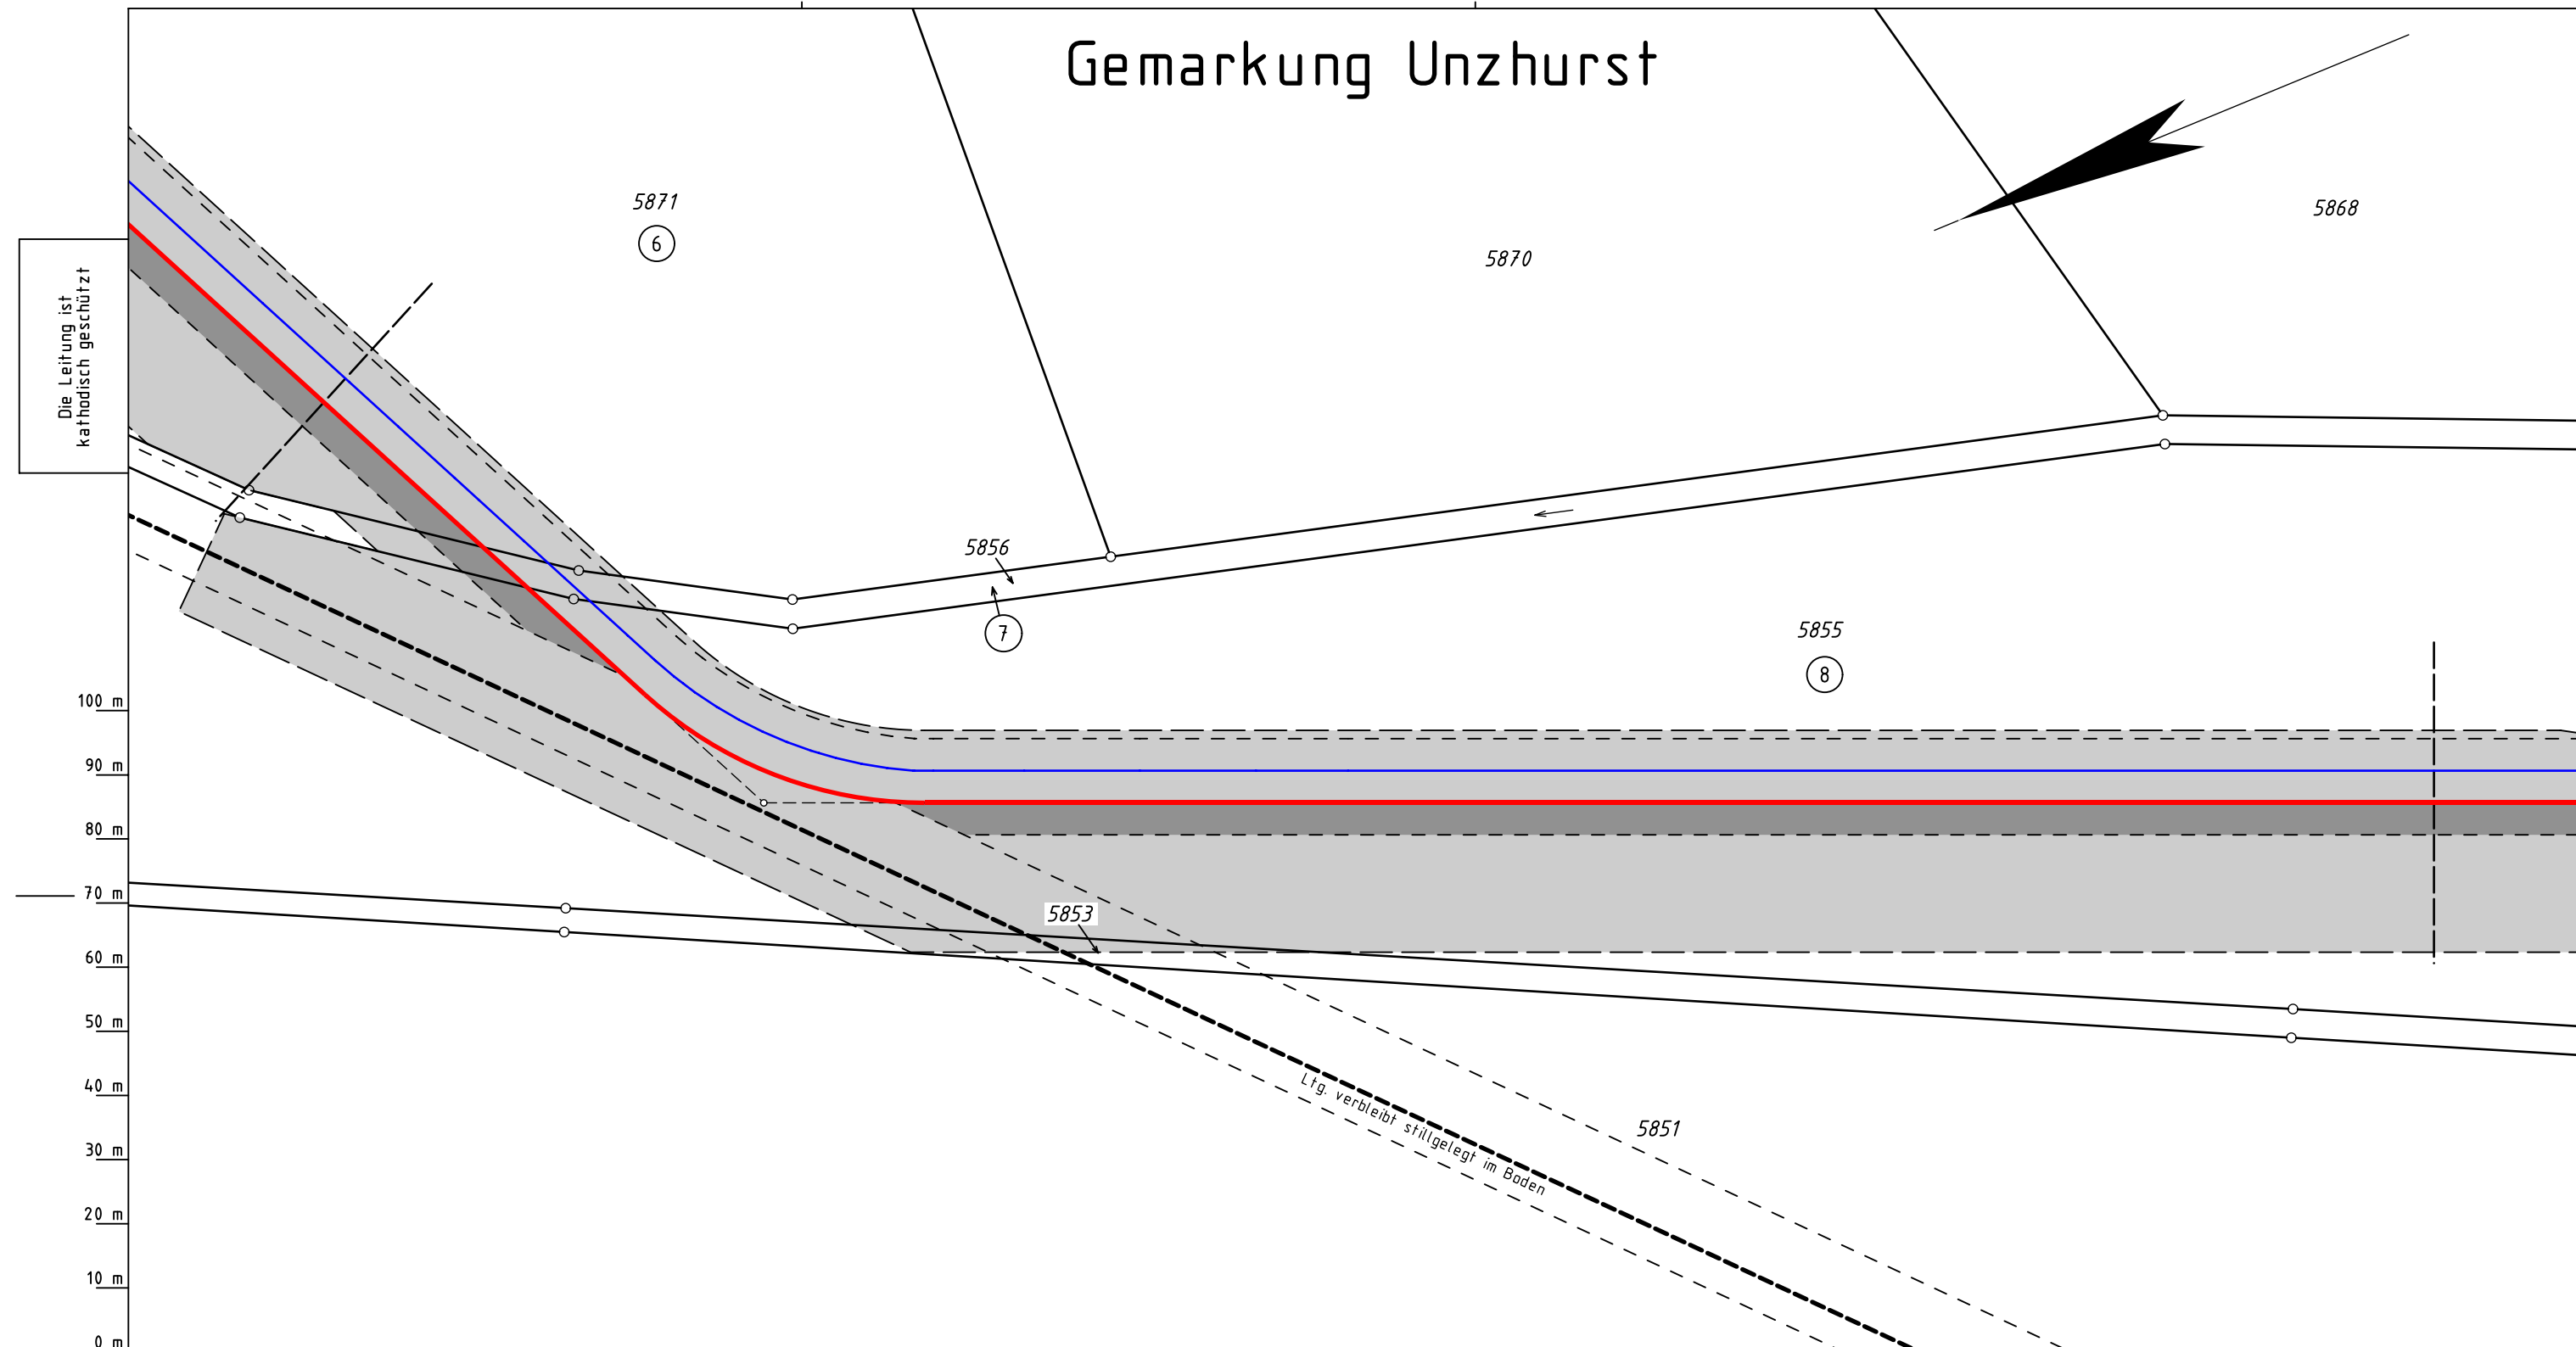 Gemarkung Unzhurst
5871
6
5870
5868
Die Leitung ist
kathodisch geschützt
5856
7
5855
8
100 m
90 m
80 m
70 m
60 m
50 m
40 m
30 m
20 m
10 m
0 m
5853
Ltg. verbleibt stillgelegt im Boden
5851